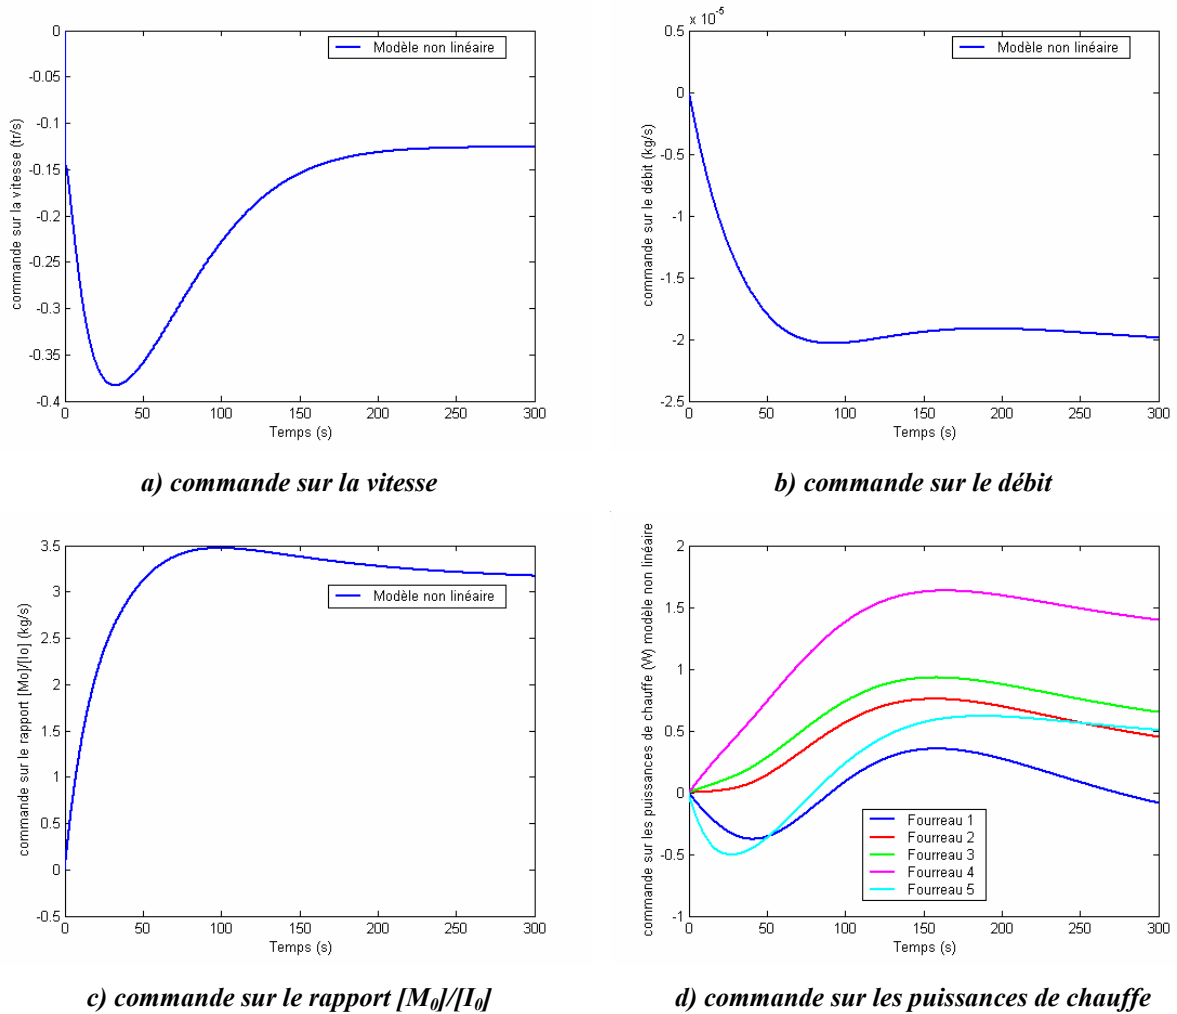 0
-0.05
-0.1
-0.15
-0.2
-0.25
-0.3
-0.35
-0.4
commande sur la vitesse (tr/s)
Modèle non linéaire
0 50 100 150 200 250 300
Temps (s)
a) commande sur la vitesse
x 10^-5
0.5
0
-0.5
-1
-1.5
-2
-2.5
commande sur le débit (kg/s)
Modèle non linéaire
0 50 100 150 200 250 300
Temps (s)
b) commande sur le débit
3.5
3
2.5
2
1.5
1
0.5
0
-0.5
commande sur le rapport [Mo]/[Io] (kg/s)
Modèle non linéaire
0 50 100 150 200 250 300
Temps (s)
c) commande sur le rapport [M0]/[I0]
2
1.5
1
0.5
0
-0.5
-1
commande sur les puissances de chauffe (W) modèle non linéaire
Fourreau 1
Fourreau 2
Fourreau 3
Fourreau 4
Fourreau 5
0 50 100 150 200 250 300
Temps (s)
d) commande sur les puissances de chauffe